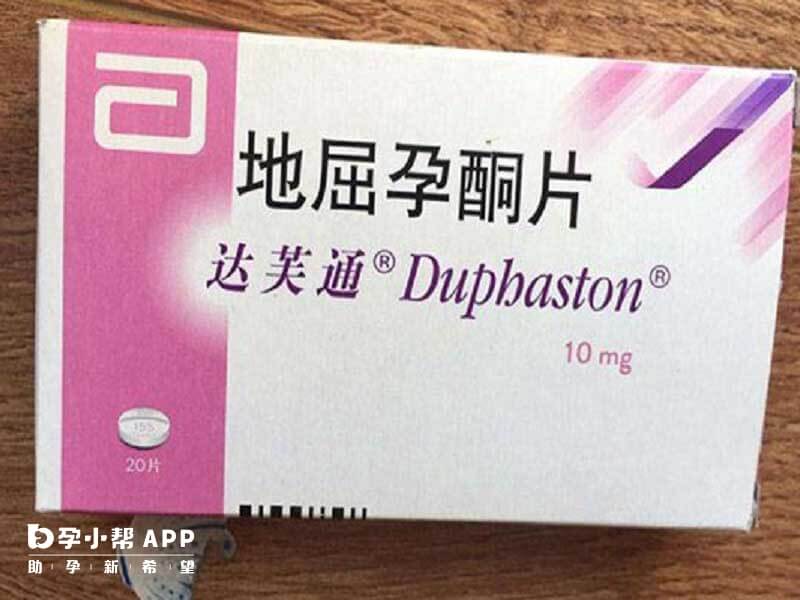 地屈孕酮片
达芙通® Duphaston®
10 mg
155
20片
孕小帮 APP
助·孕·新·希·望